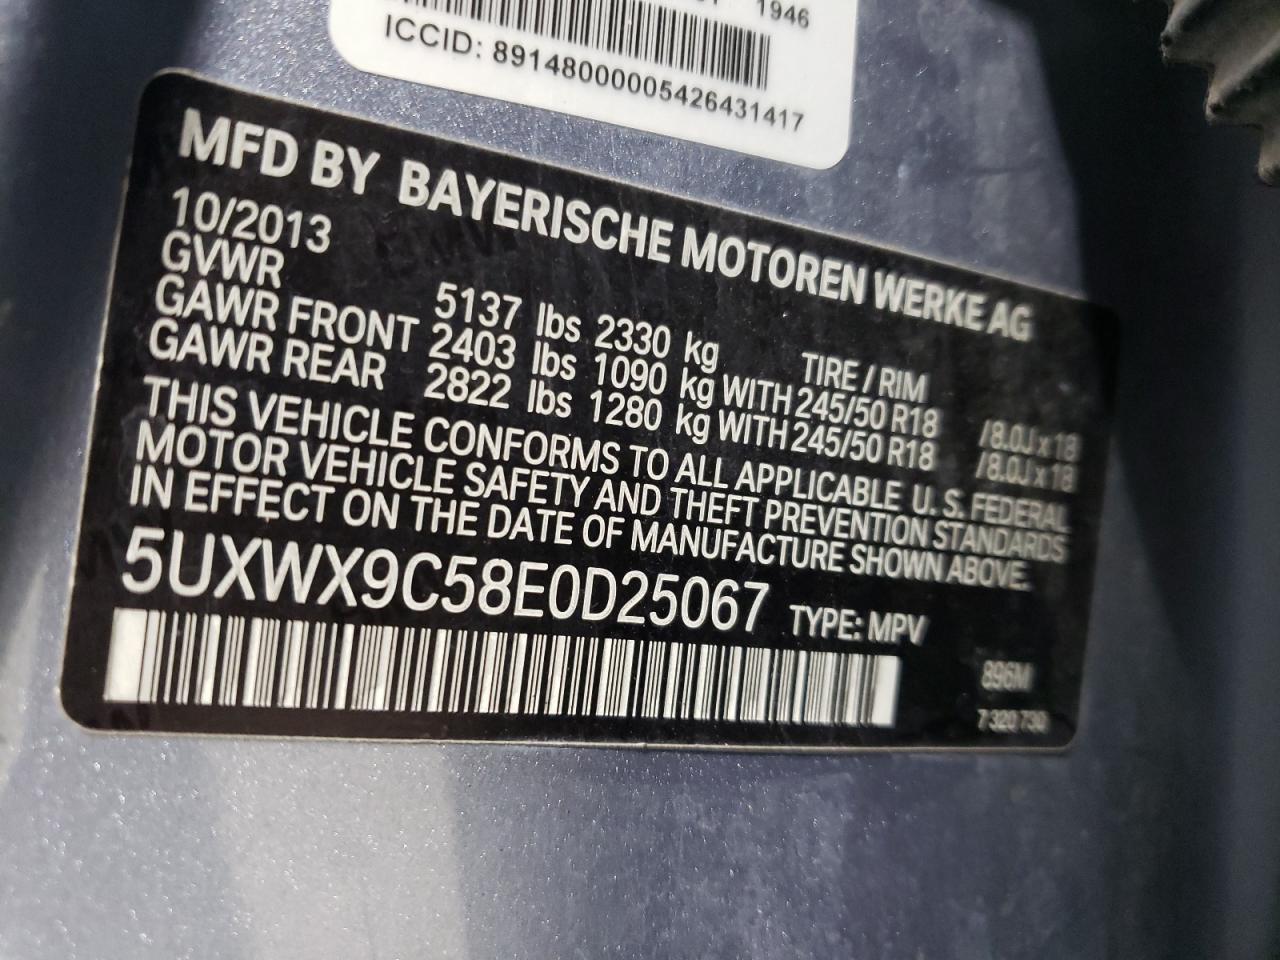 1946
ICCID: 89148000005426431417
MFD BY BAYERISCHE MOTOREN WERKE AG
10/2013
GVWR 5137 lbs 2330 kg TIRE / RIM
GAWR FRONT 2403 lbs 1090 kg WITH 245/50 R18 /8.0J x 18
GAWR REAR 2822 lbs 1280 kg WITH 245/50 R18 /8.0J x 18
THIS VEHICLE CONFORMS TO ALL APPLICABLE U. S. FEDERAL
MOTOR VEHICLE SAFETY AND THEFT PREVENTION STANDARDS
IN EFFECT ON THE DATE OF MANUFACTURE SHOWN ABOVE.
5UXWX9C58E0D25067 TYPE: MPV
896M
7 320 730